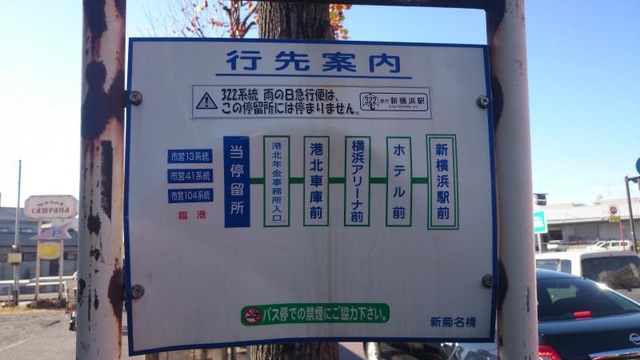 行先案内
322系統 雨の日急行便は、
この停留所には停まりません。
322 急行 新横浜駅
市営13系統
市営41系統
市営104系統
臨港
当停留所
港北年金事務所入口
港北車庫前
横浜アリーナ前
ホテル前
新横浜駅前
バス停での禁煙にご協力下さい。
新菊名橋
CAMPANA